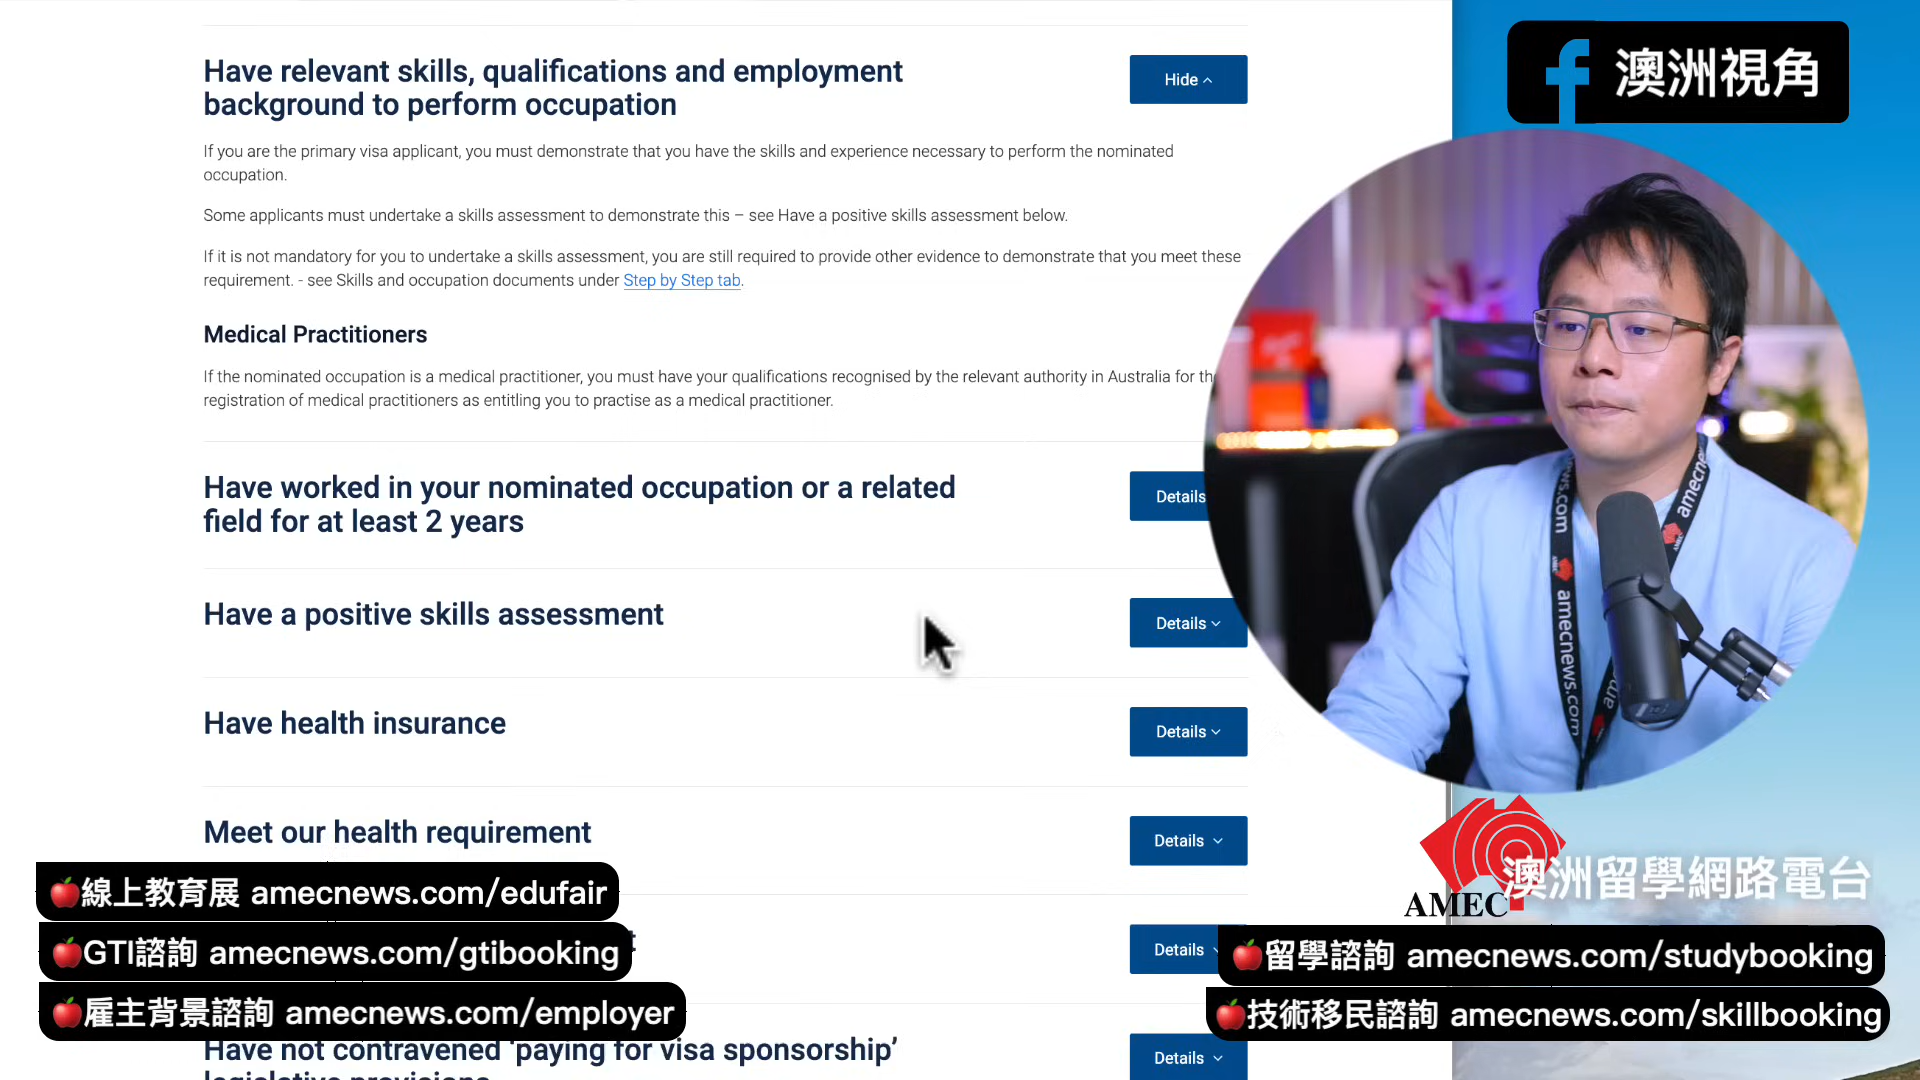 Have relevant skills, qualifications and employment
background to perform occupation
Hide
If you are the primary visa applicant, you must demonstrate that you have the skills and experience necessary to perform the nominated
occupation.
Some applicants must undertake a skills assessment to demonstrate this – see Have a positive skills assessment below.
If it is not mandatory for you to undertake a skills assessment, you are still required to provide other evidence to demonstrate that you meet these
requirement. - see Skills and occupation documents under Step by Step tab.
Medical Practitioners
If the nominated occupation is a medical practitioner, you must have your qualifications recognised by the relevant authority in Australia for the
registration of medical practitioners as entitling you to practise as a medical practitioner.
Have worked in your nominated occupation or a related
field for at least 2 years
Details
Have a positive skills assessment
Details
Have health insurance
Details
Meet our health requirement
Details
Details
Have not contravened ‘paying for visa sponsorship’
legislative provisions
Details
澳洲視角
amecnews.com
AMEC
amecnews.com
amecne
AMEC
澳洲留學網路電台
線上教育展 amecnews.com/edufair
GTI諮詢 amecnews.com/gtibooking
雇主背景諮詢 amecnews.com/employer
留學諮詢 amecnews.com/studybooking
技術移民諮詢 amecnews.com/skillbooking